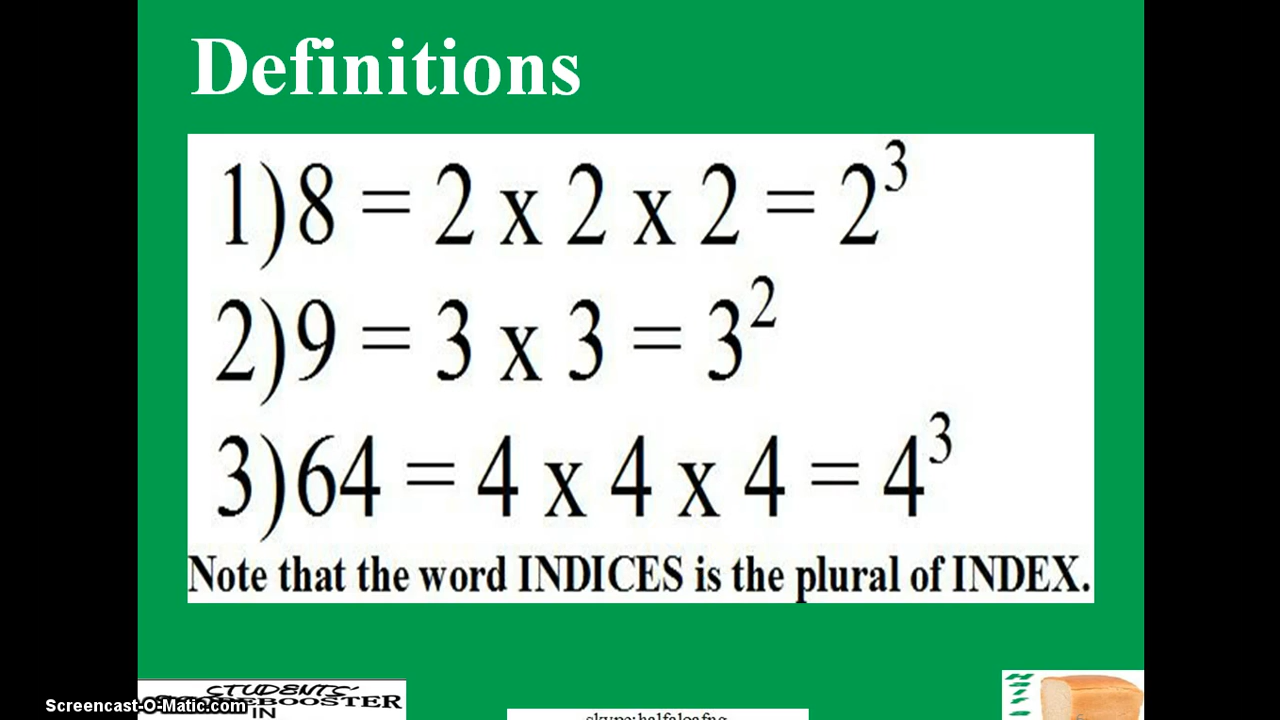 Definitions
1) 8 = 2 x 2 x 2 = 2³
2) 9 = 3 x 3 = 3²
3) 64 = 4 x 4 x 4 = 4³
Note that the word INDICES is the plural of INDEX.
STUDENTS'
Screencast-O-Matic.com
IN